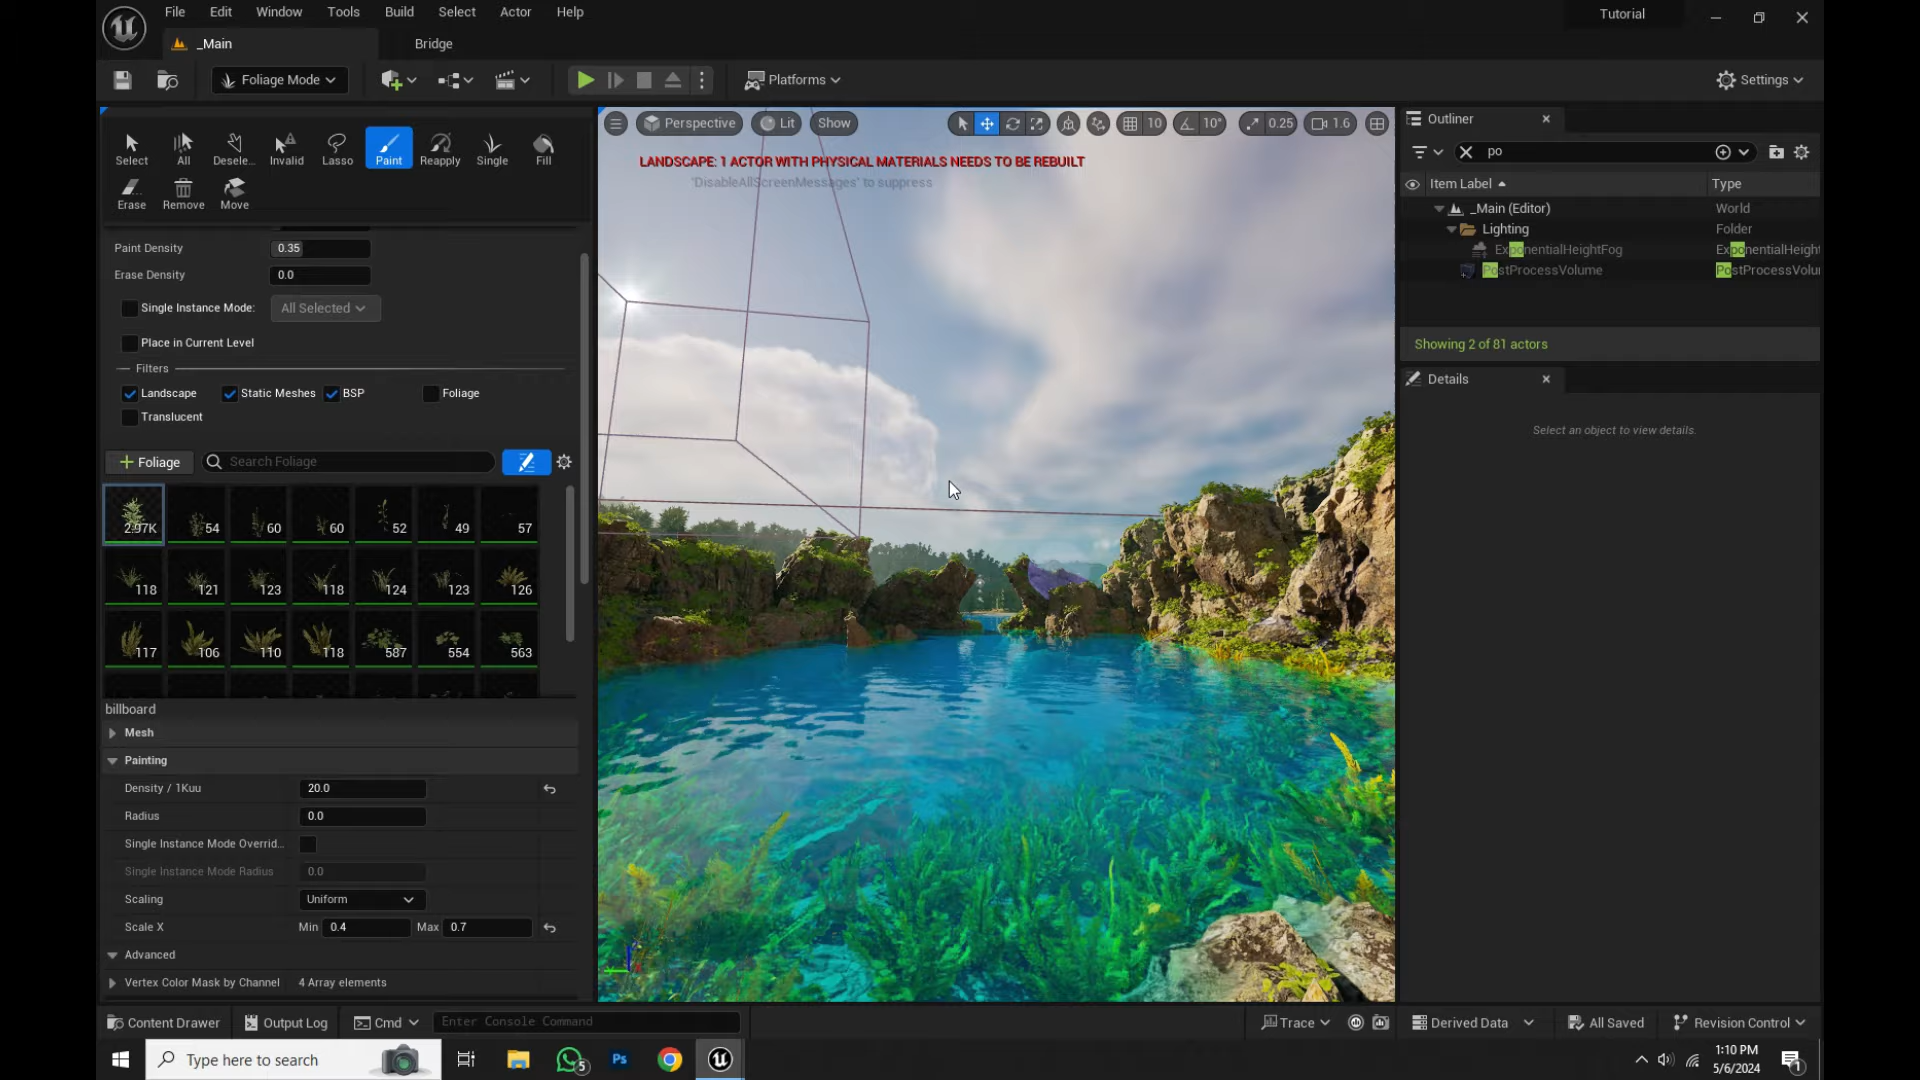 File Edit Window Tools Build Select Actor Help
Tutorial
_Main
Bridge
Foliage Mode
Platforms
Settings
Select All Desele... Invalid Lasso Paint Reapply Single Fill
Erase Remove Move
Paint Density 0.35
Erase Density 0.0
Single Instance Mode: All Selected
Place in Current Level
Filters
Landscape Static Meshes BSP Foliage
Translucent
Foliage Search Foliage
2.97K 54 60 60 52 49 57
118 121 123 118 124 123 126
117 106 110 118 587 554 563
billboard
Mesh
Painting
Density / 1Kuu 20.0
Radius 0.0
Single Instance Mode Overrid...
Single Instance Mode Radius 0.0
Scaling Uniform
Scale X Min 0.4 Max 0.7
Advanced
Vertex Color Mask by Channel 4 Array elements
Perspective Lit Show 10 10° 0.25 1.6
LANDSCAPE: 1 ACTOR WITH PHYSICAL MATERIALS NEEDS TO BE REBUILT
'DisableAllScreenMessages' to suppress
Outliner
po
Item Label Type
_Main (Editor) World
Lighting Folder
ExponentialHeightFog ExponentialHeight
PostProcessVolume PostProcessVolu
Showing 2 of 81 actors
Details
Select an object to view details.
Content Drawer Output Log Cmd Enter Console Command
Trace Derived Data All Saved Revision Control
Type here to search
5
Ps
1:10 PM
5/6/2024
1